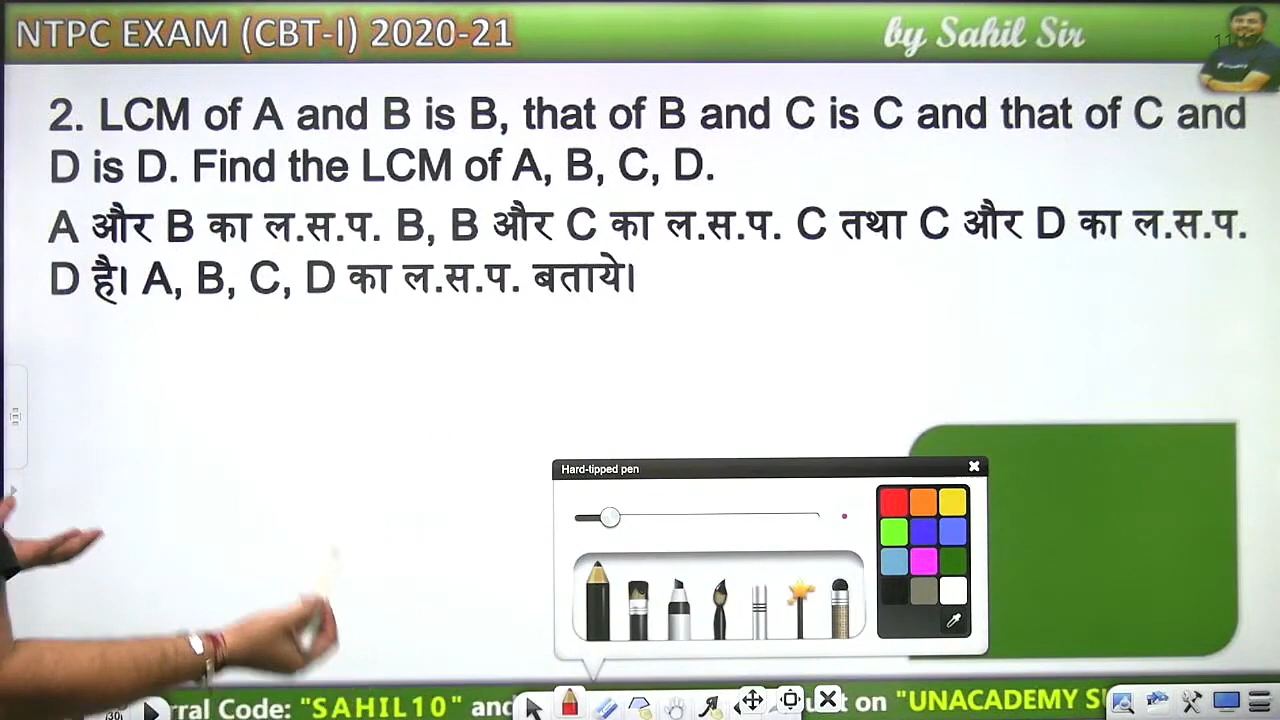 NTPC EXAM (CBT-I) 2020-21
by Sahil Sir
2. LCM of A and B is B, that of B and C is C and that of C and
D is D. Find the LCM of A, B, C, D.
A और B का ल.स.प. B, B और C का ल.स.प. C तथा C और D का ल.स.प.
D है। A, B, C, D का ल.स.प. बताये।
Hard-tipped pen
rral Code: "SAHIL10" and
on "UNACADEMY S